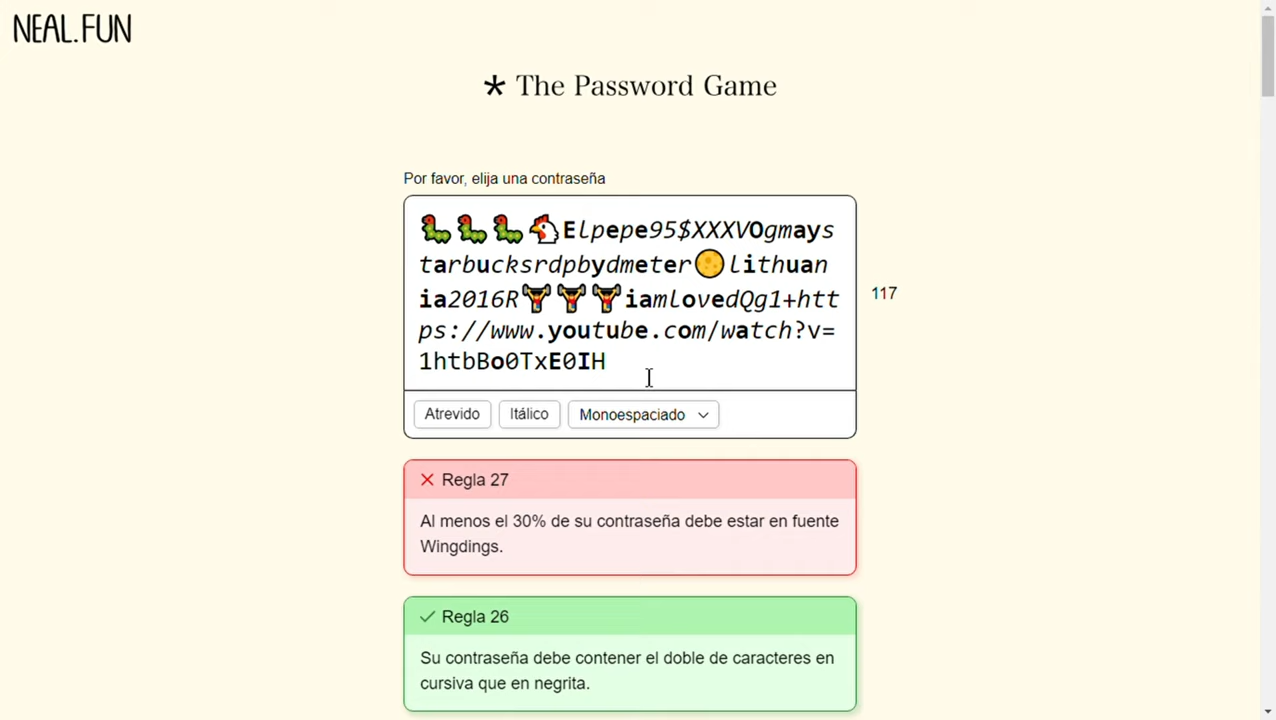 NEAL.FUN
* The Password Game
Por favor, elija una contraseña
🐛🐛🐛🐔Elpepe95$XXXVOgmays
tarbucksrdpbydmeter🌕lithuan
ia2016R🏋️🏋️🏋️iamlovedQg1+htt
ps://www.youtube.com/watch?v=
1htbBo0TxE0IH
117
Atrevido Itálico Monoespaciado
Regla 27
Al menos el 30% de su contraseña debe estar en fuente
Wingdings.
Regla 26
Su contraseña debe contener el doble de caracteres en
cursiva que en negrita.